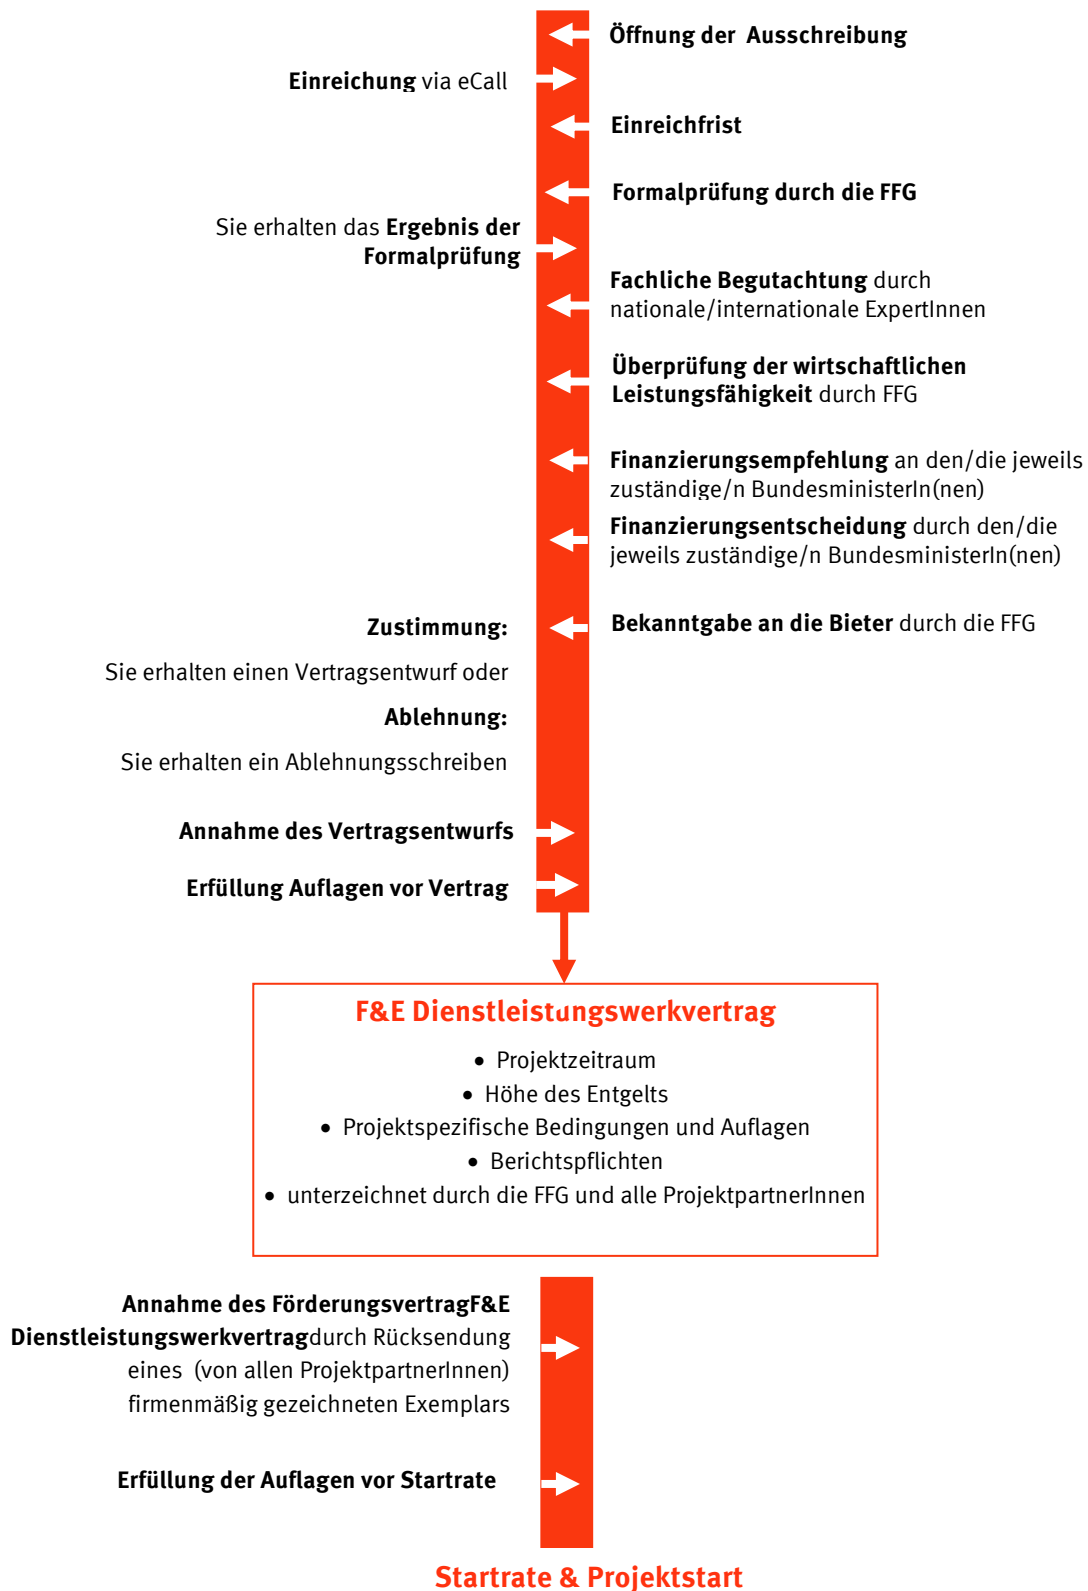 Öffnung der Ausschreibung
Einreichung via eCall
Einreichfrist
Formalprüfung durch die FFG
Sie erhalten das Ergebnis der
Formalprüfung
Fachliche Begutachtung durch
nationale/internationale ExpertInnen
Überprüfung der wirtschaftlichen
Leistungsfähigkeit durch FFG
Finanzierungsempfehlung an den/die jeweils
zuständige/n BundesministerIn(nen)
Finanzierungsentscheidung durch den/die
jeweils zuständige/n BundesministerIn(nen)
Bekanntgabe an die Bieter durch die FFG
Zustimmung:
Sie erhalten einen Vertragsentwurf oder
Ablehnung:
Sie erhalten ein Ablehnungsschreiben
Annahme des Vertragsentwurfs
Erfüllung Auflagen vor Vertrag
F&E Dienstleistungswerkvertrag
• Projektzeitraum
• Höhe des Entgelts
• Projektspezifische Bedingungen und Auflagen
• Berichtspflichten
• unterzeichnet durch die FFG und alle ProjektpartnerInnen
Annahme des FörderungsvertragF&E
Dienstleistungswerkvertragdurch Rücksendung
eines (von allen ProjektpartnerInnen)
firmenmäßig gezeichneten Exemplars
Erfüllung der Auflagen vor Startrate
Startrate & Projektstart